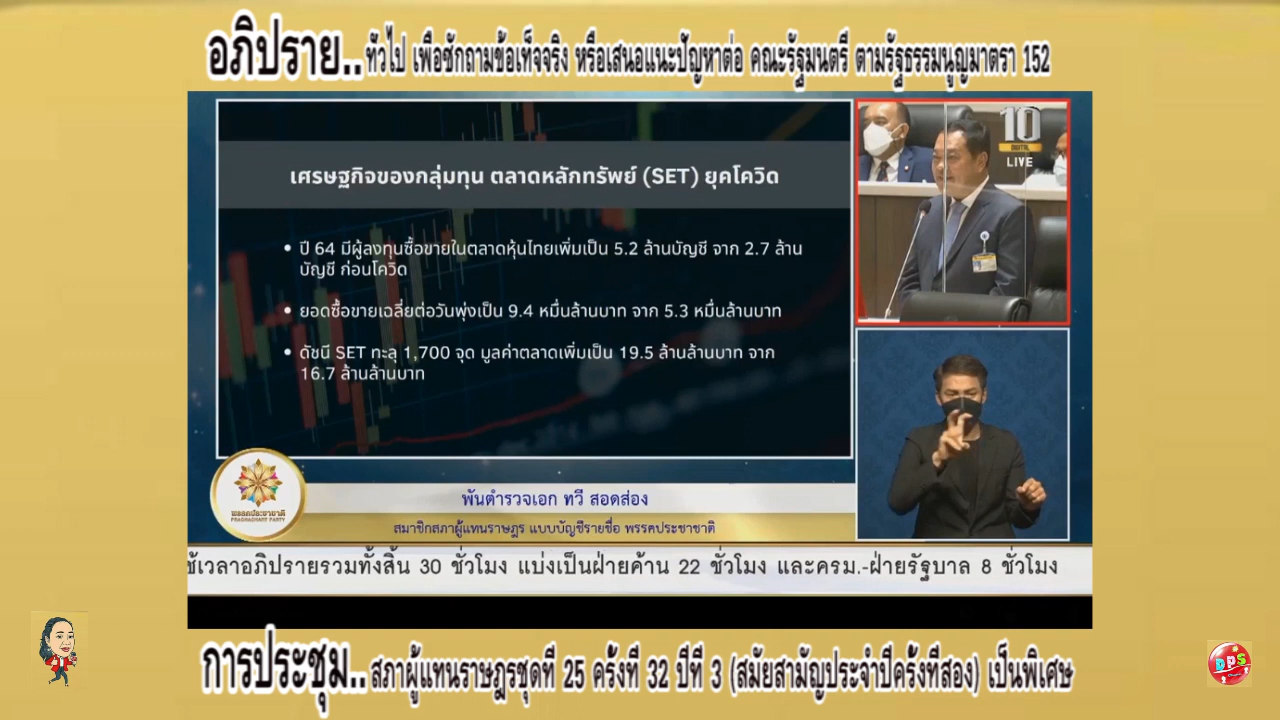 อภิปราย.. ทั่วไป เพื่อซักถามข้อเท็จจริง หรือเสนอแนะปัญหาต่อ คณะรัฐมนตรี ตามรัฐธรรมนูญมาตรา 152
เศรษฐกิจของกลุ่มทุน ตลาดหลักทรัพย์ (SET) ยุคโควิด
• ปี 64 มีผู้ลงทุนซื้อขายในตลาดหุ้นไทยเพิ่มเป็น 5.2 ล้านบัญชี จาก 2.7 ล้าน
บัญชี ก่อนโควิด
• ยอดซื้อขายเฉลี่ยต่อวันพุ่งเป็น 9.4 หมื่นล้านบาท จาก 5.3 หมื่นล้านบาท
• ดัชนี SET ทะลุ 1,700 จุด มูลค่าตลาดเพิ่มเป็น 19.5 ล้านล้านบาท จาก
16.7 ล้านล้านบาท
10
DIGITAL
LIVE
พรรคประชาชาติ
PRACHACHART PARTY
พันตำรวจเอก ทวี สอดส่อง
สมาชิกสภาผู้แทนราษฎร แบบบัญชีรายชื่อ พรรคประชาชาติ
ช้เวลาอภิปรายรวมทั้งสิ้น 30 ชั่วโมง แบ่งเป็นฝ่ายค้าน 22 ชั่วโมง และครม.-ฝ่ายรัฐบาล 8 ชั่วโมง
การประชุม.. สภาผู้แทนราษฎรชุดที่ 25 ครั้งที่ 32 ปีที่ 3 (สมัยสามัญประจำปีครั้งที่สอง) เป็นพิเศษ
DPS